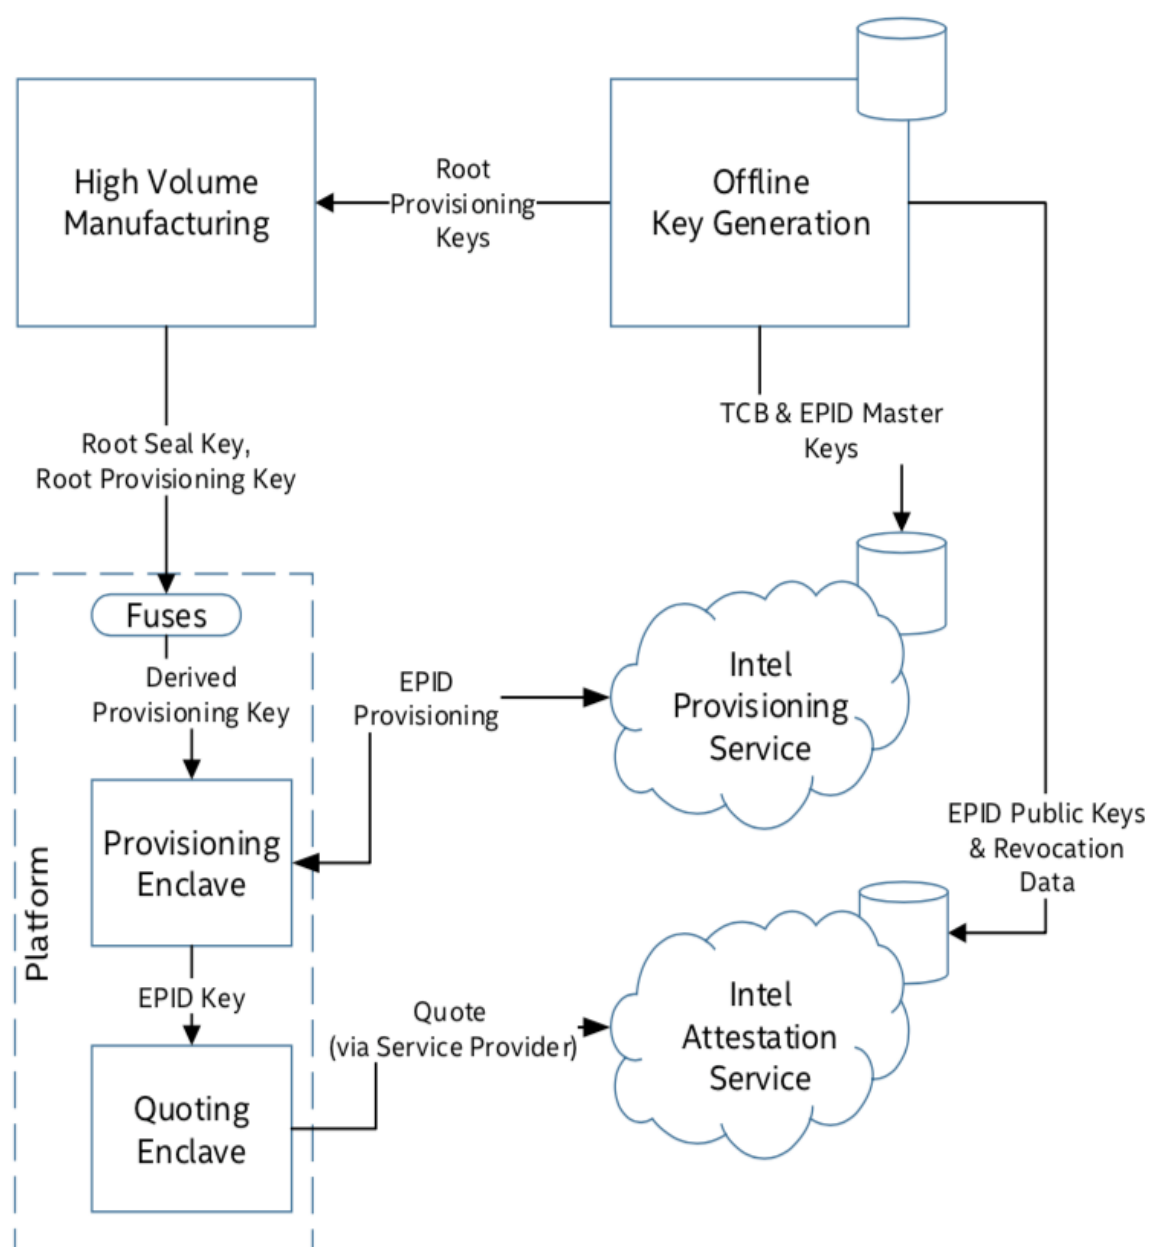 High Volume
Manufacturing
Root
Provisioning
Keys
Offline
Key Generation
TCB & EPID Master
Keys
Root Seal Key,
Root Provisioning Key
Fuses
Derived
Provisioning Key
EPID
Provisioning
Intel
Provisioning
Service
Provisioning
Enclave
EPID Public Keys
& Revocation
Data
Platform
EPID Key
Quote
(via Service Provider)
Intel
Attestation
Service
Quoting
Enclave